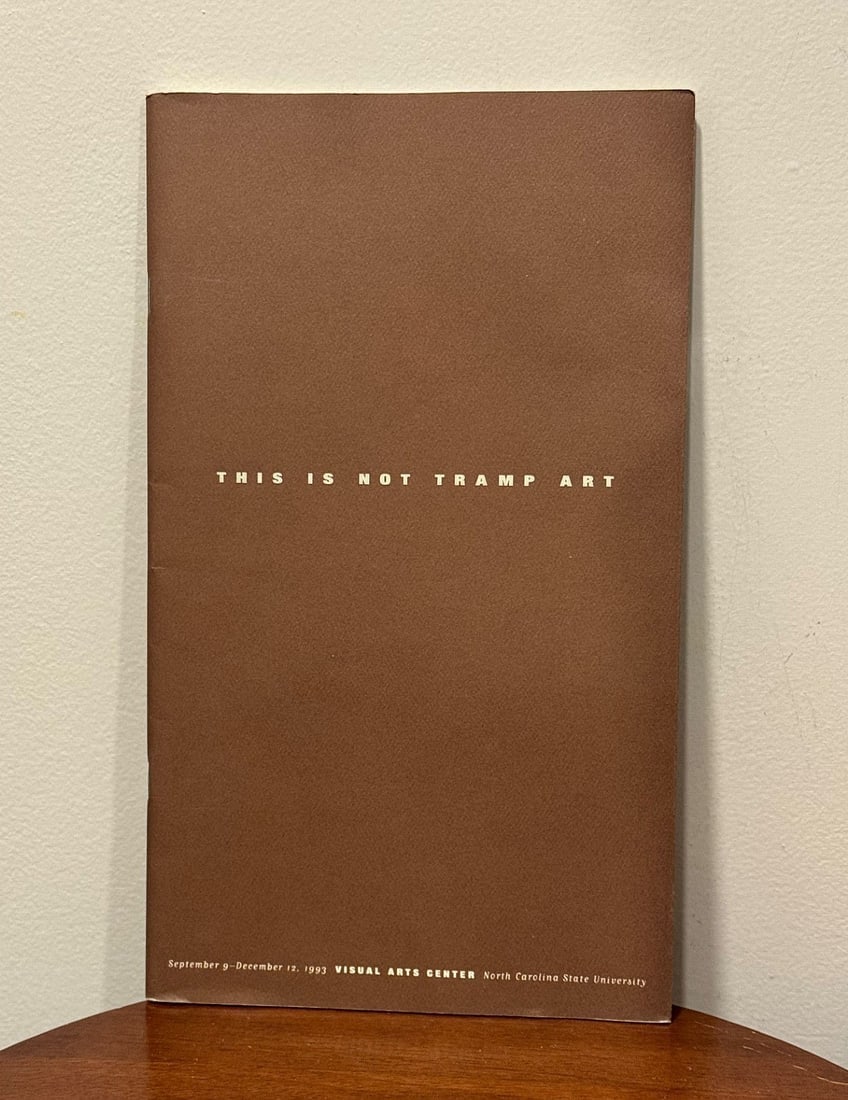 THIS IS NOT TRAMP ART
September 9–December 12, 1993 VISUAL ARTS CENTER North Carolina State University